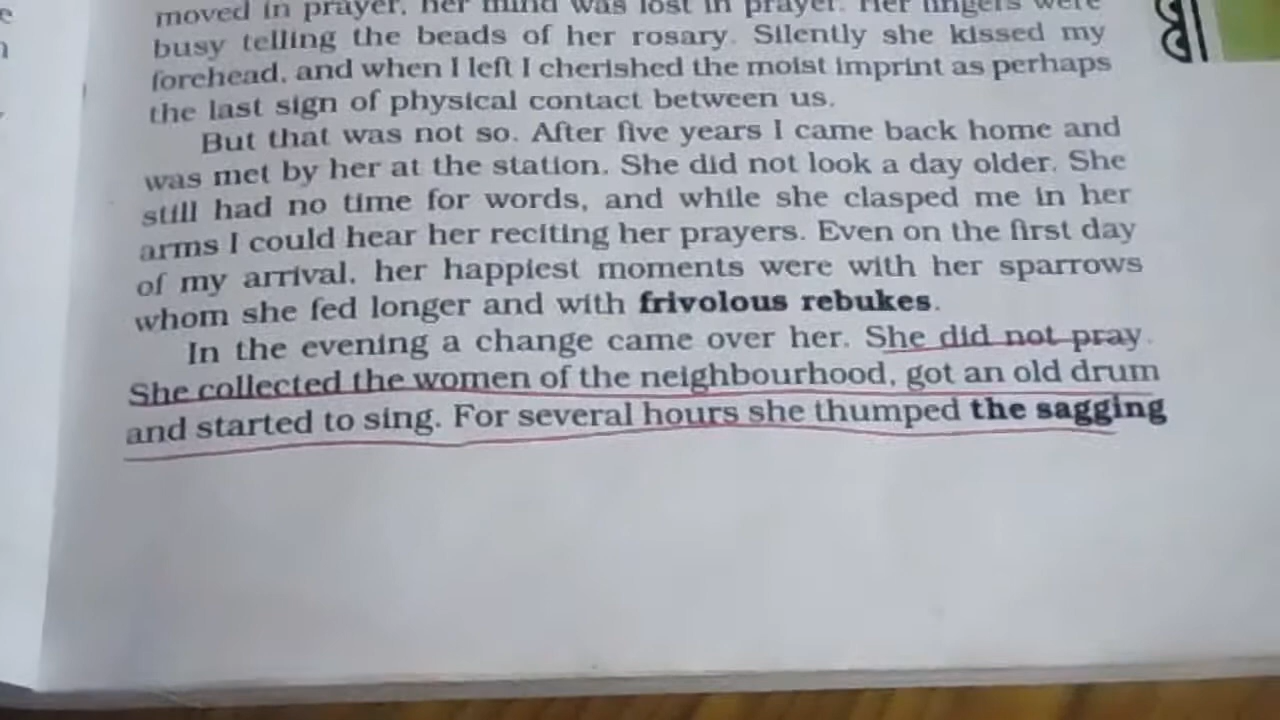 moved in prayer, her mind was lost in prayer. Her fingers were
busy telling the beads of her rosary. Silently she kissed my
forehead, and when I left I cherished the moist imprint as perhaps
the last sign of physical contact between us.
But that was not so. After five years I came back home and
was met by her at the station. She did not look a day older. She
still had no time for words, and while she clasped me in her
arms I could hear her reciting her prayers. Even on the first day
of my arrival, her happiest moments were with her sparrows
whom she fed longer and with frivolous rebukes.
In the evening a change came over her. She did not pray.
She collected the women of the neighbourhood, got an old drum
and started to sing. For several hours she thumped the sagging